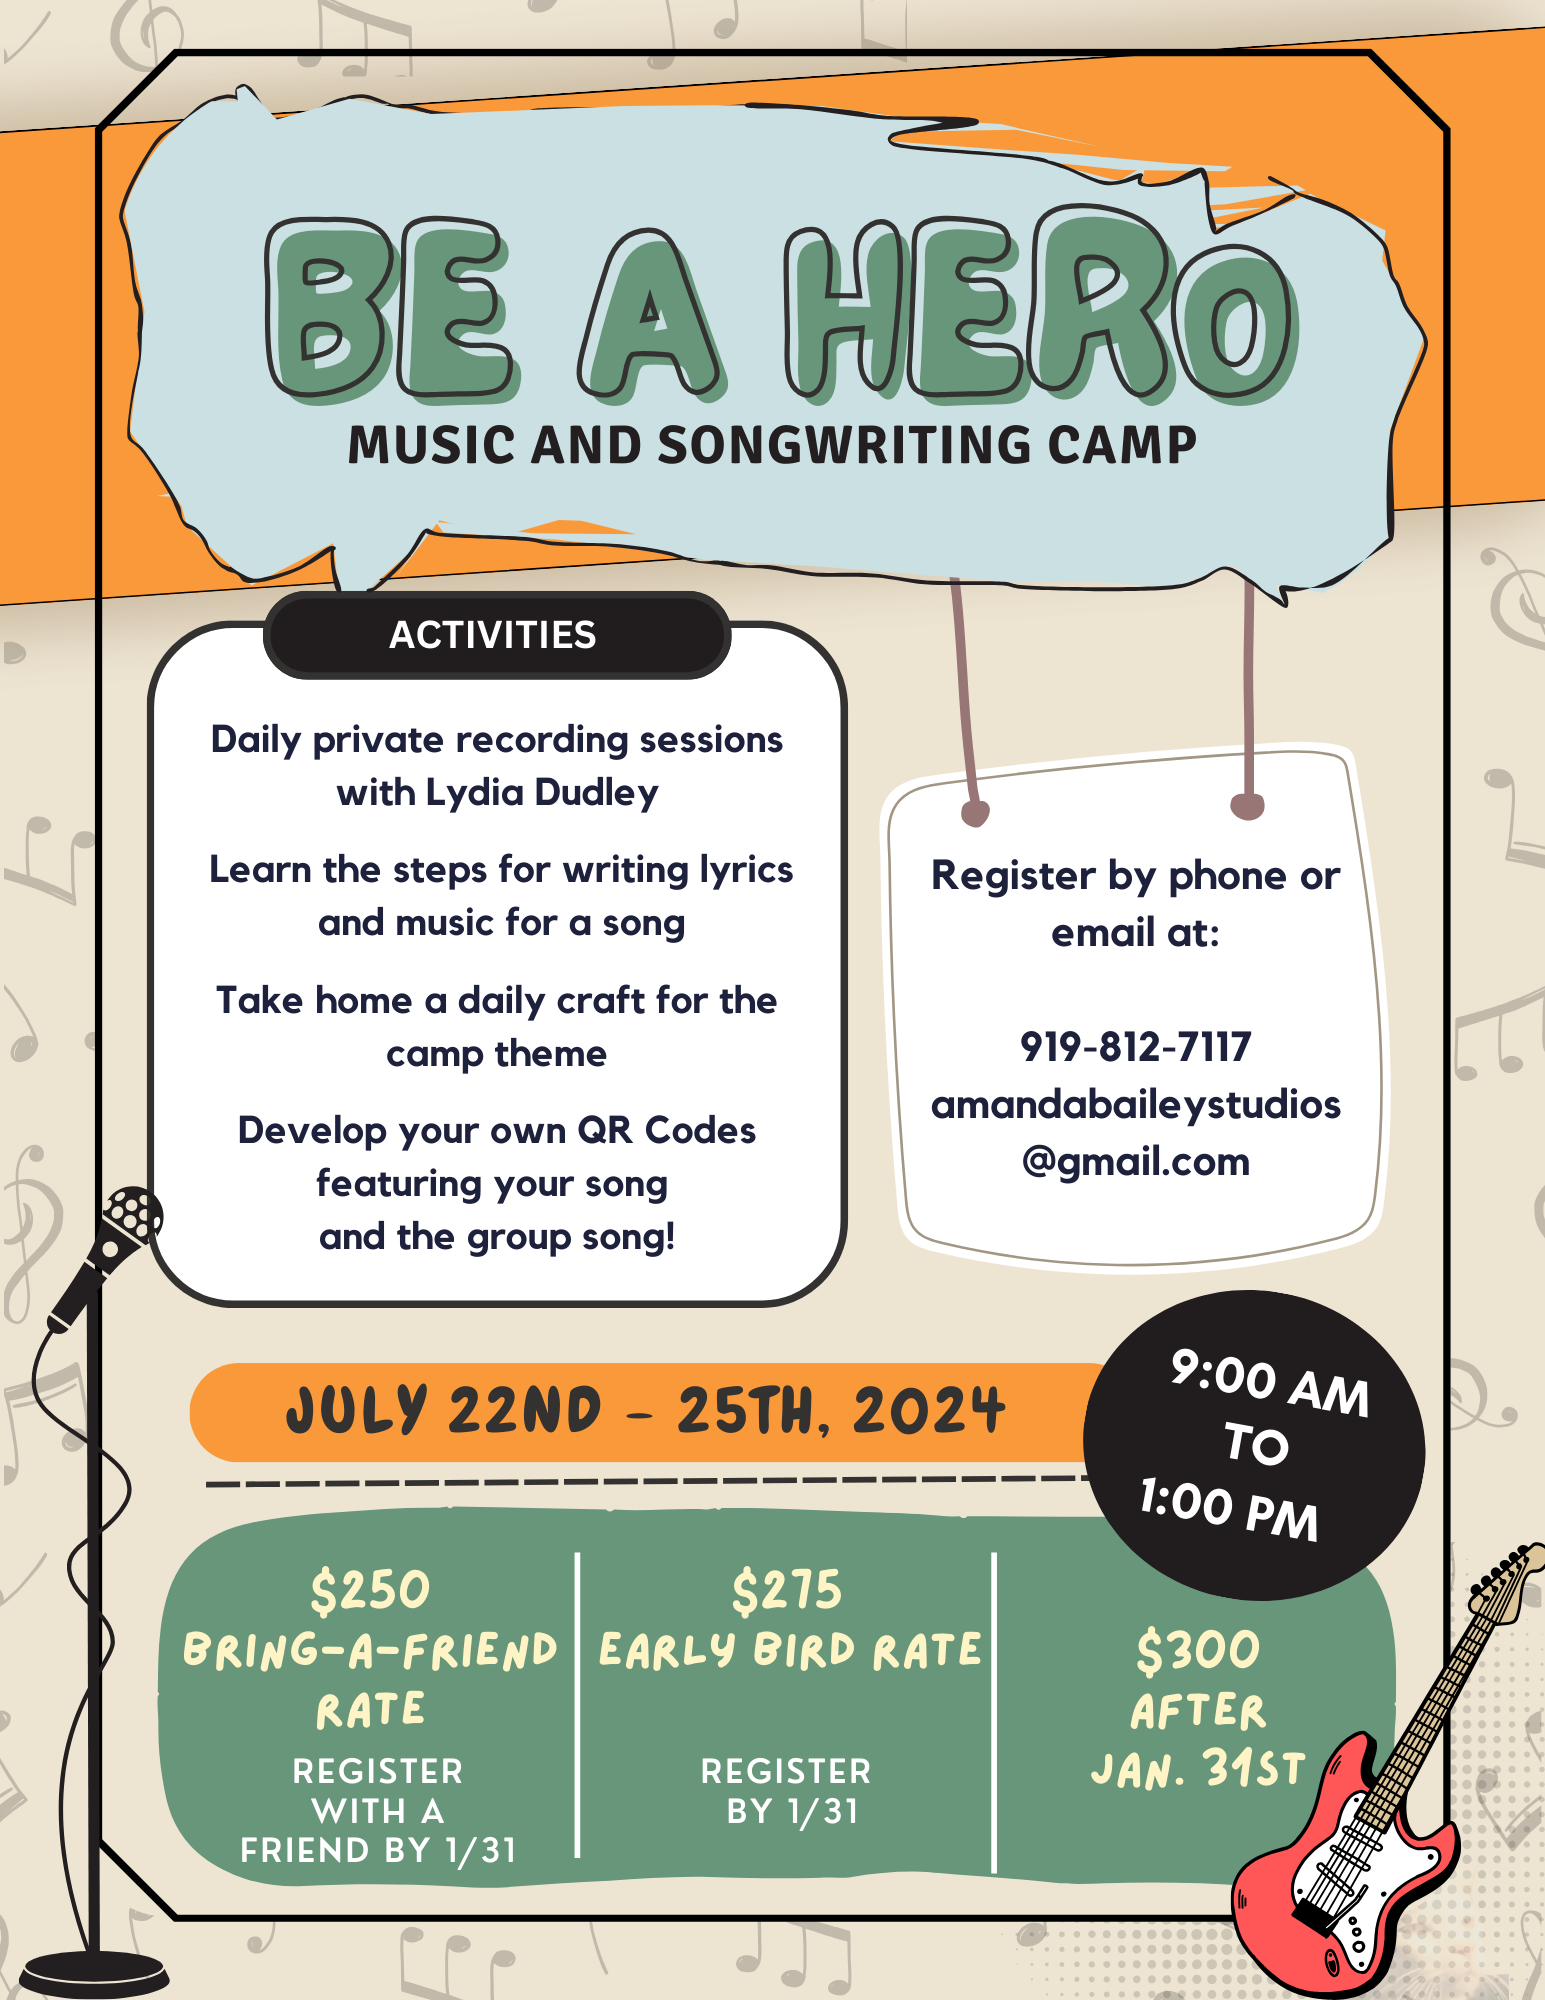 BE A HERO
MUSIC AND SONGWRITING CAMP
ACTIVITIES
Daily private recording sessions
with Lydia Dudley
Learn the steps for writing lyrics
and music for a song
Take home a daily craft for the
camp theme
Develop your own QR Codes
featuring your song
and the group song!
Register by phone or
email at:
919-812-7117
amandabaileystudios
@gmail.com
JULY 22ND - 25TH, 2024
9:00 AM
TO
1:00 PM
$250
BRING-A-FRIEND
RATE
REGISTER
WITH A
FRIEND BY 1/31
$275
EARLY BIRD RATE
REGISTER
BY 1/31
$300
AFTER
JAN. 31ST